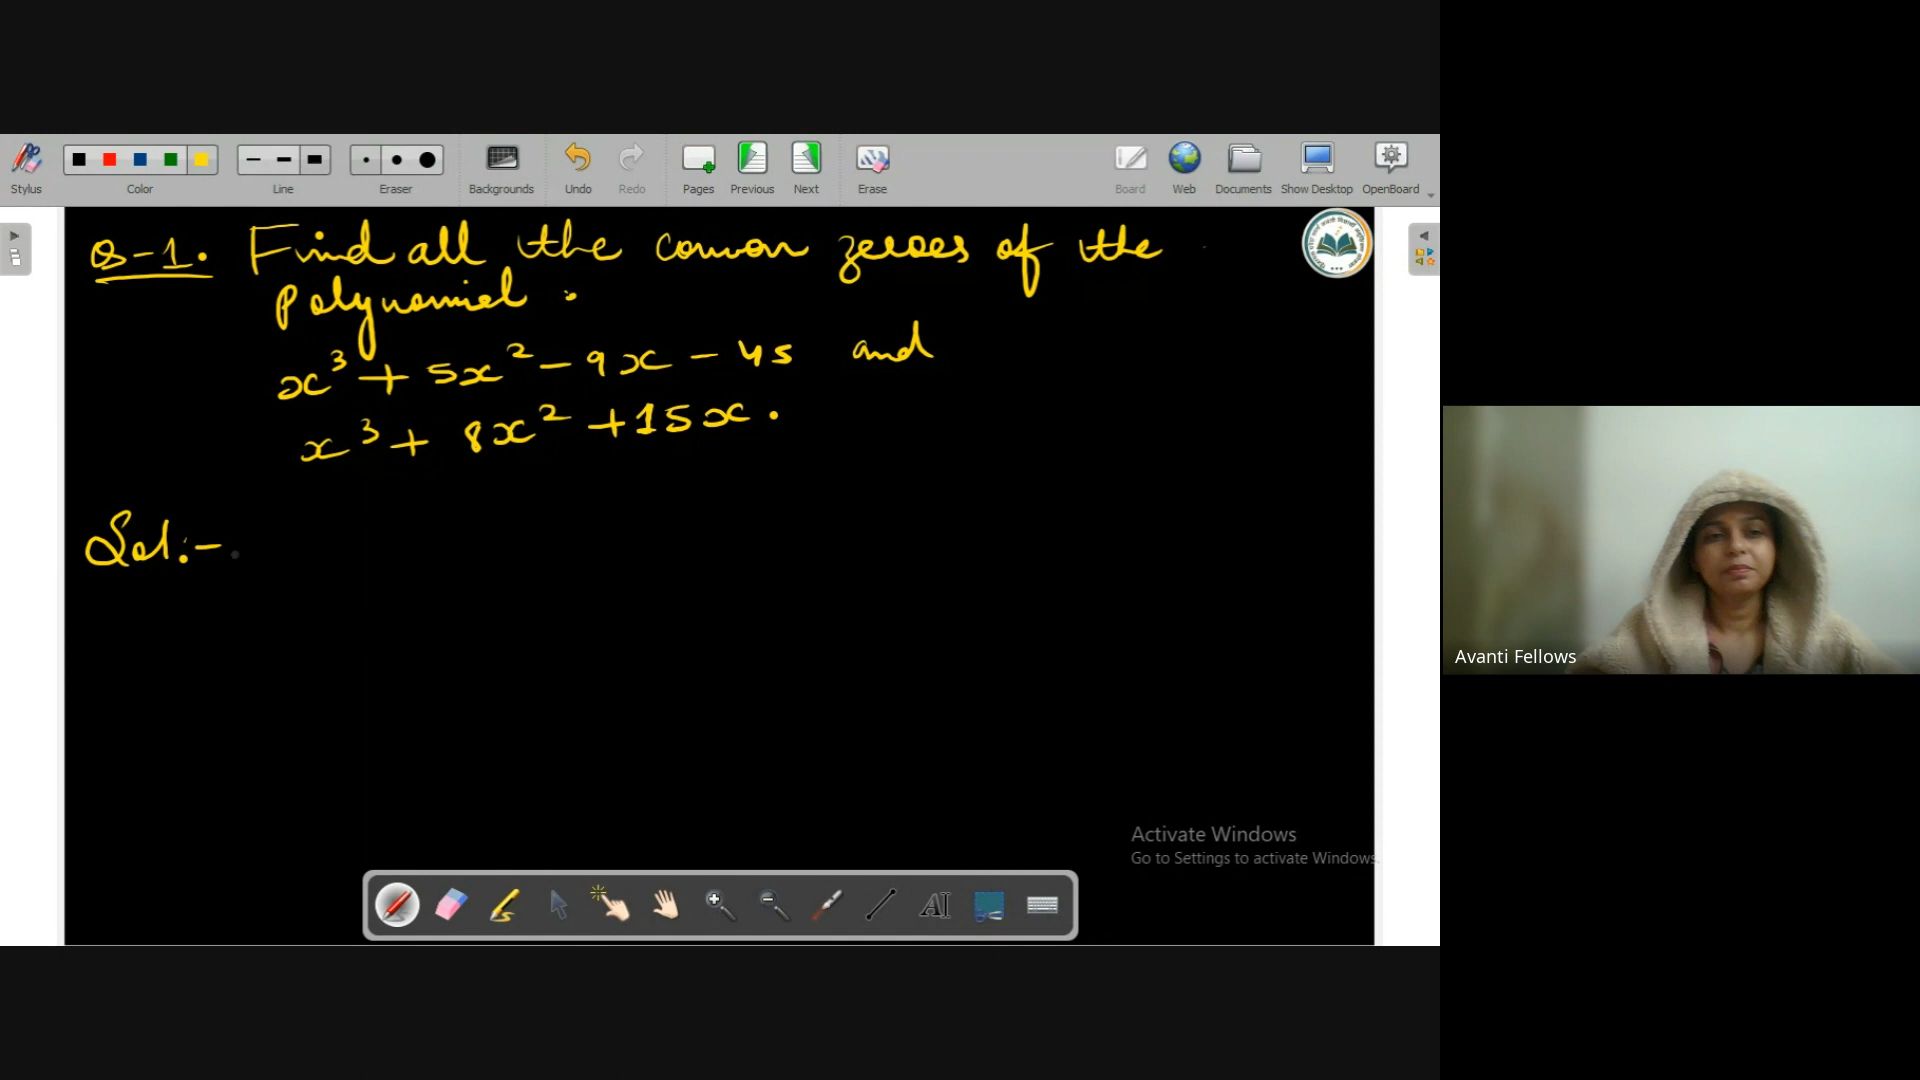 Stylus
Color
Line
Eraser
Backgrounds
Undo
Redo
Pages
Previous
Next
Erase
Board
Web
Documents
Show Desktop
OpenBoard
Q-1. Find all the common zeroes of the
Polynomial :
x³ + 5x² - 9x - 45 and
x³ + 8x² + 15x .
Sol:-
Activate Windows
Go to Settings to activate Windows.
AI
Avanti Fellows